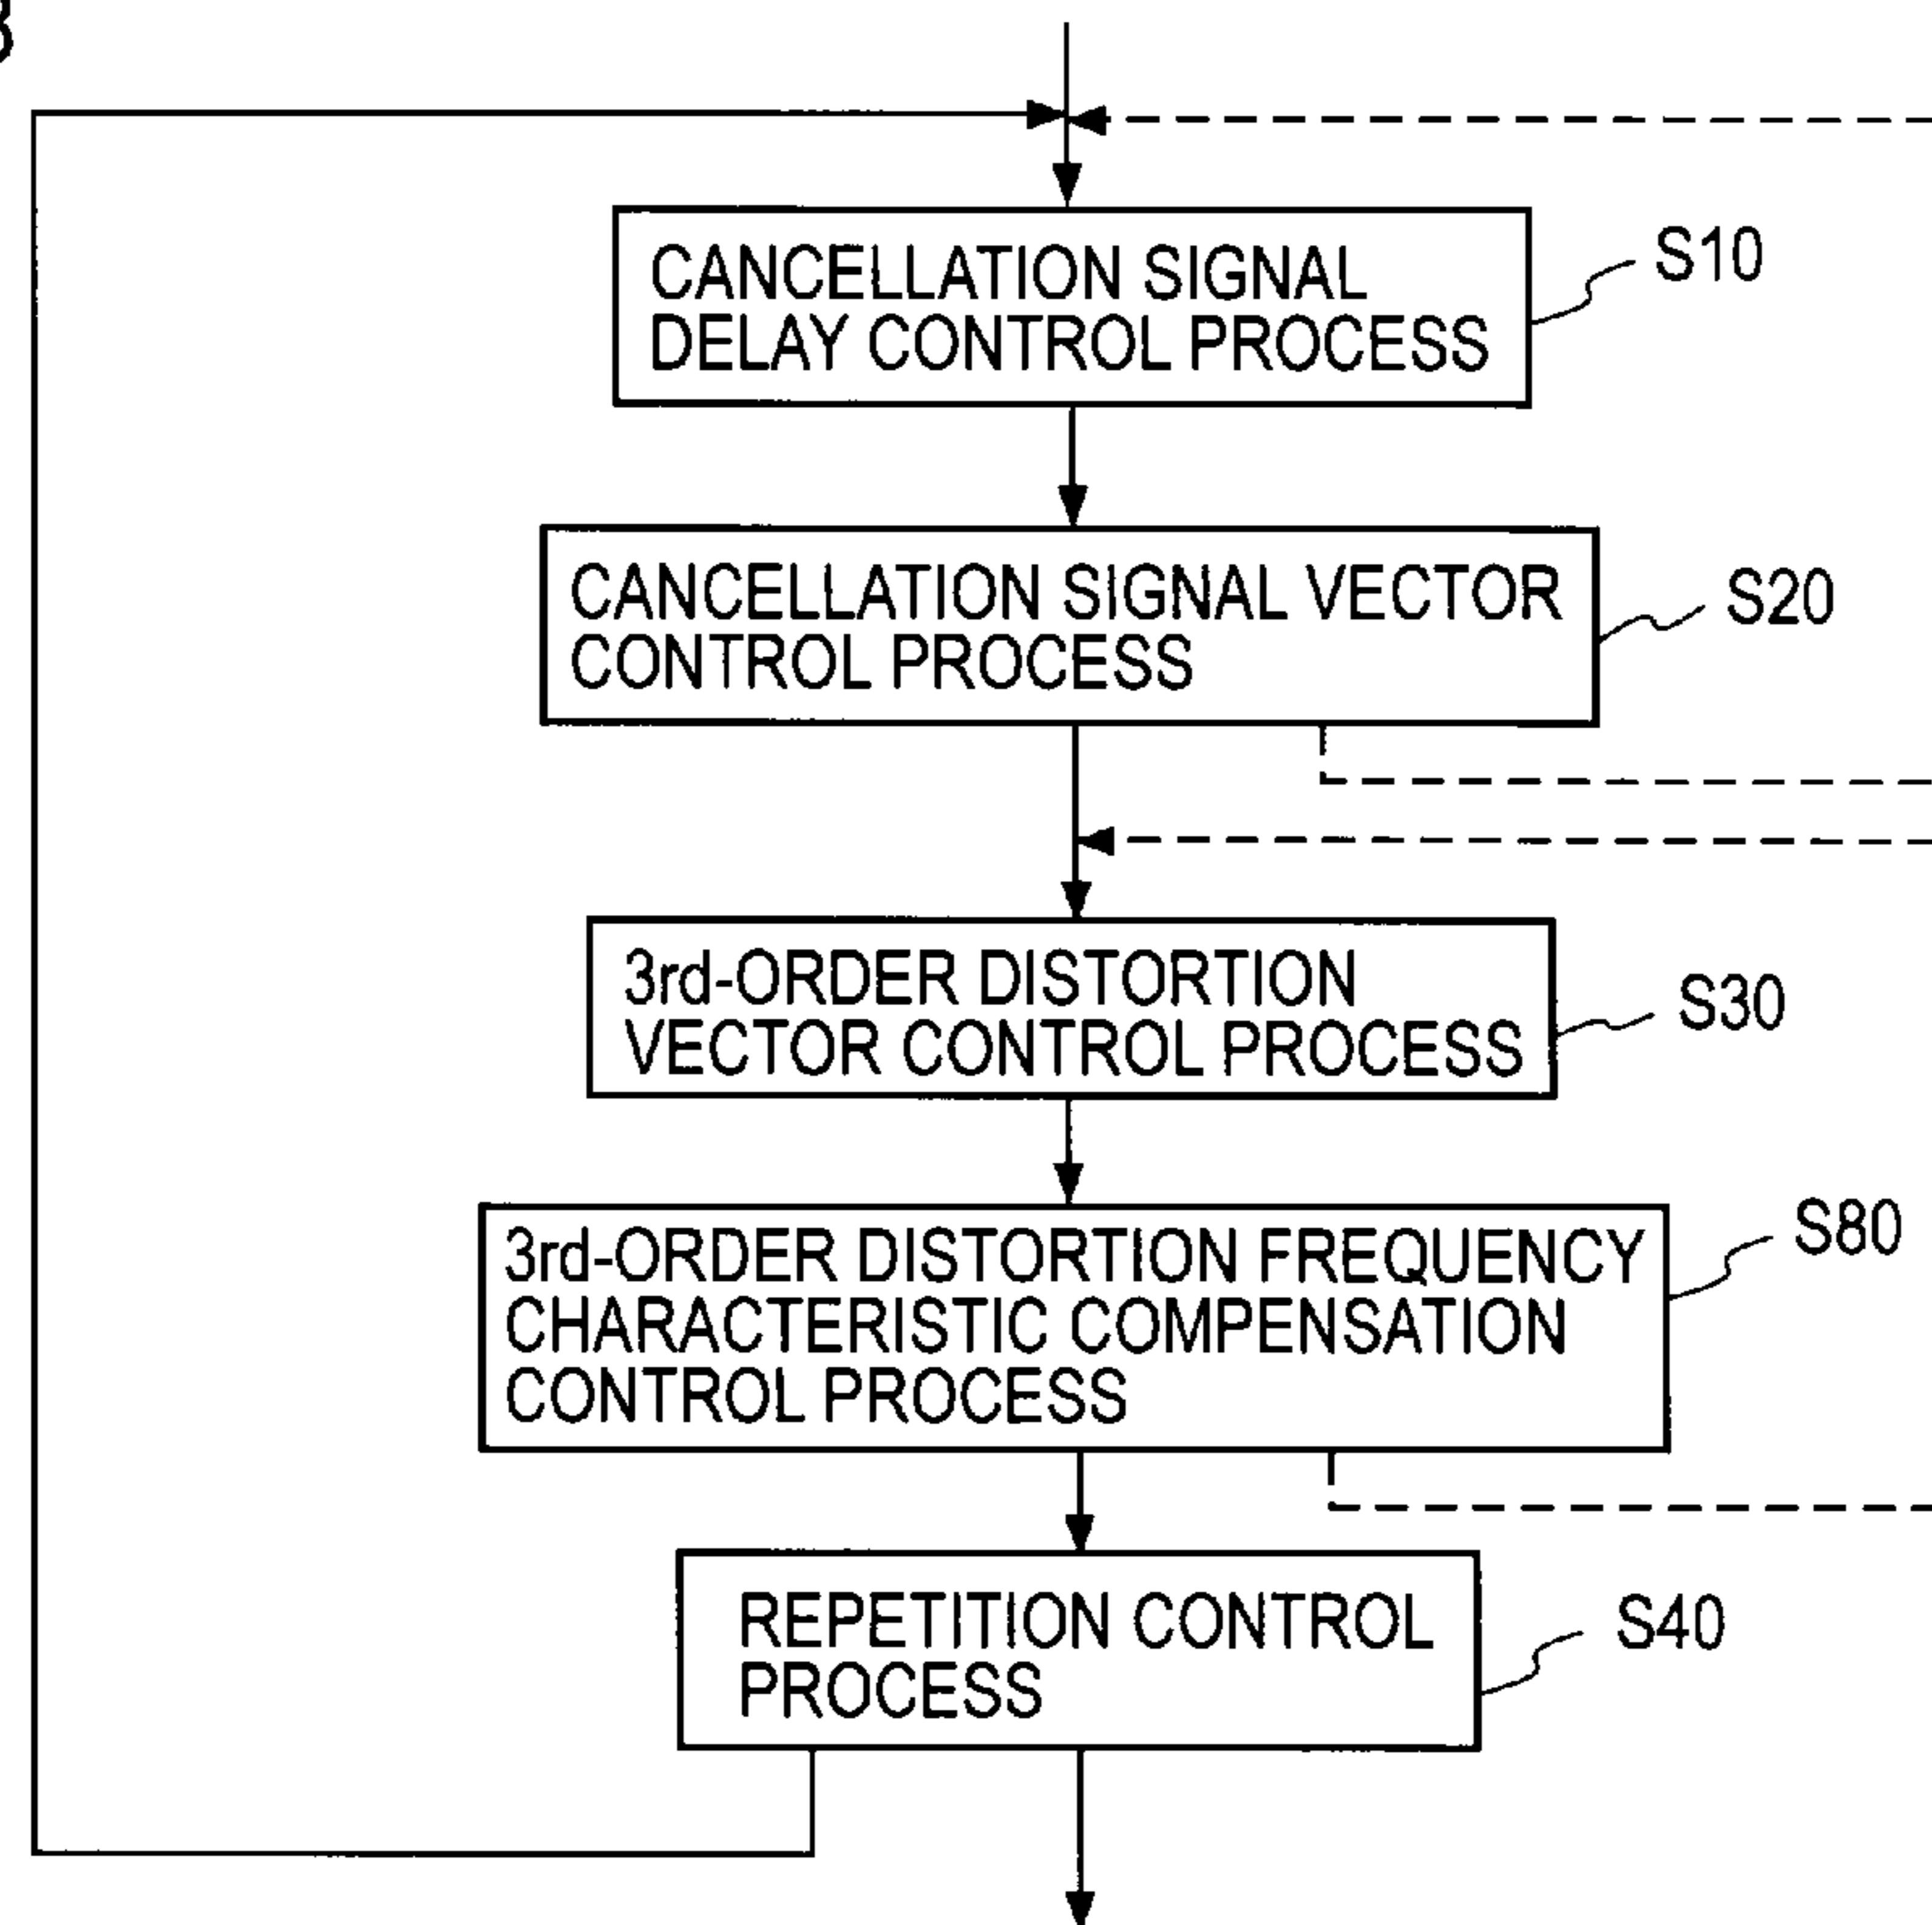 CANCELLATION SIGNAL
DELAY CONTROL PROCESS
S10
CANCELLATION SIGNAL VECTOR
CONTROL PROCESS
S20
3rd-ORDER DISTORTION
VECTOR CONTROL PROCESS
S30
3rd-ORDER DISTORTION FREQUENCY
CHARACTERISTIC COMPENSATION
CONTROL PROCESS
S80
REPETITION CONTROL
PROCESS
S40